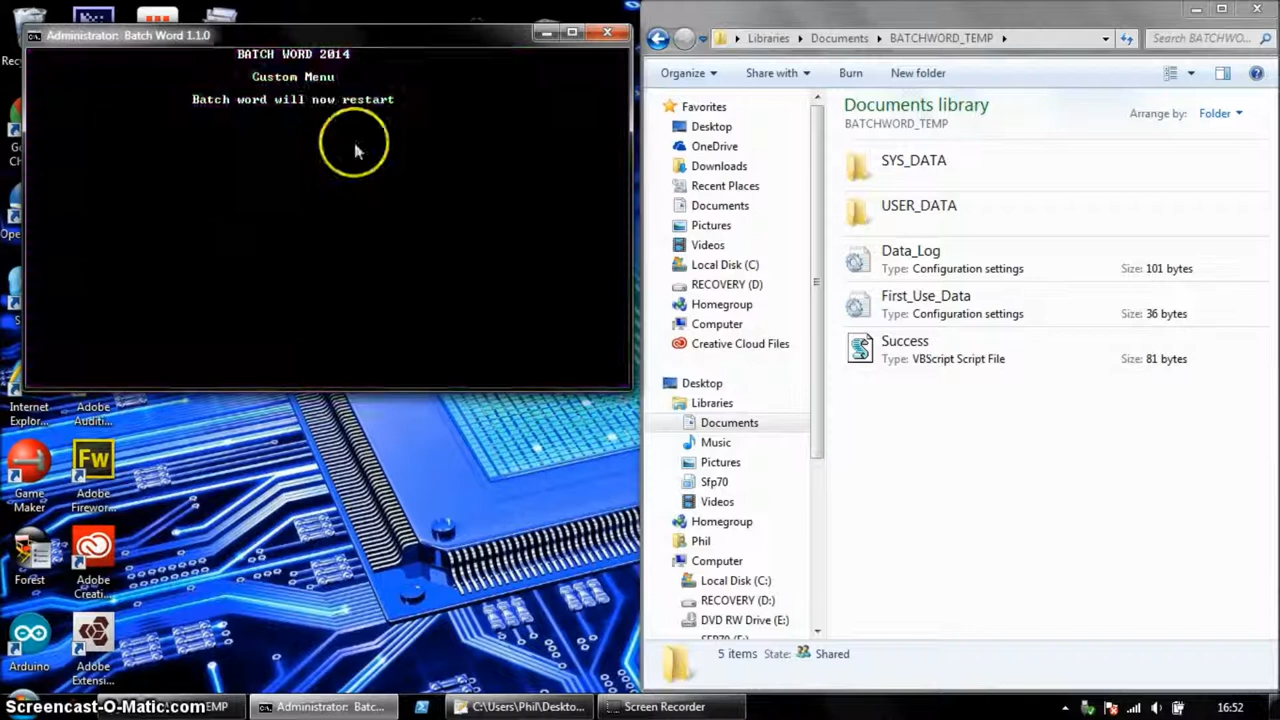 Administrator: Batch Word 1.1.0
BATCH WORD 2014
Custom Menu
Batch word will now restart
Internet
Explor...
Adobe
Auditi...
Game
Maker
Adobe
Firewor...
Forest
Adobe
Creati...
Arduino
Adobe
Extensi...
Fw
Libraries
Documents
BATCHWORD_TEMP
Search BATCHWO...
Organize
Share with
Burn
New folder
Favorites
Desktop
OneDrive
Downloads
Recent Places
Documents
Pictures
Videos
Local Disk (C)
RECOVERY (D)
Homegroup
Computer
Creative Cloud Files
Desktop
Libraries
Documents
Music
Pictures
Sfp70
Videos
Homegroup
Phil
Computer
Local Disk (C:)
RECOVERY (D:)
DVD RW Drive (E:)
Documents library
BATCHWORD_TEMP
Arrange by: Folder
SYS_DATA
USER_DATA
Data_Log
Type: Configuration settings
Size: 101 bytes
First_Use_Data
Type: Configuration settings
Size: 36 bytes
Success
Type: VBScript Script File
Size: 81 bytes
5 items State: Shared
Screencast-O-Matic.com
Administrator: Batc...
C:\Users\Phil\Deskto...
Screen Recorder
16:52